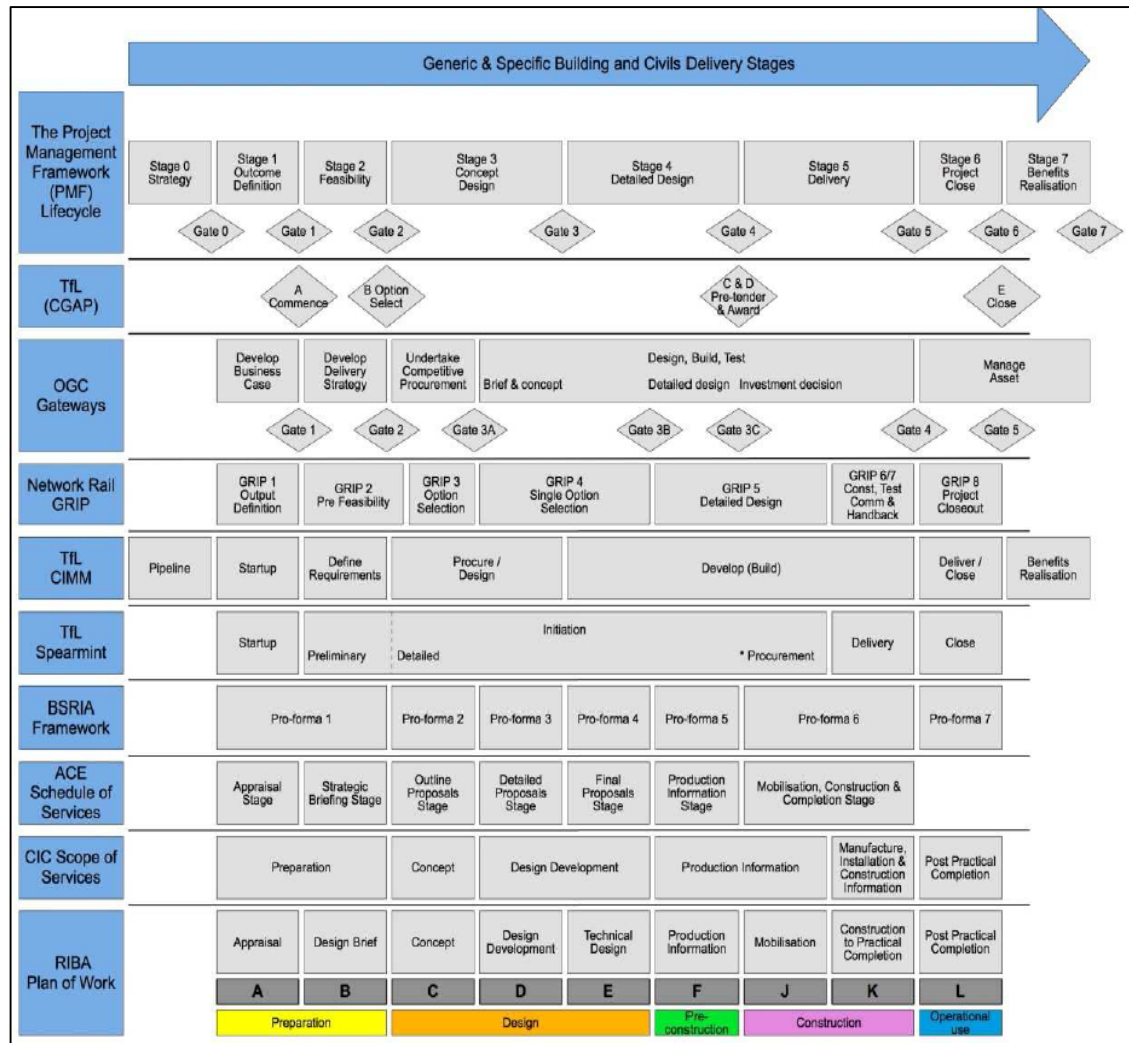 Generic & Specific Building and Civils Delivery Stages
The Project
Management
Framework
(PMF)
Lifecycle
Stage 0
Strategy
Stage 1
Outcome
Definition
Stage 2
Feasibility
Stage 3
Concept
Design
Stage 4
Detailed Design
Stage 5
Delivery
Stage 6
Project
Close
Stage 7
Benefits
Realisation
Gate 0
Gate 1
Gate 2
Gate 3
Gate 4
Gate 5
Gate 6
Gate 7
TfL
(CGAP)
A
Commence
B Option
Select
C & D
Pre-tender
& Award
E
Close
OGC
Gateways
Develop
Business
Case
Develop
Delivery
Strategy
Undertake
Competitive
Procurement
Design, Build, Test
Brief & concept
Detailed design
Investment decision
Manage
Asset
Gate 1
Gate 2
Gate 3A
Gate 3B
Gate 3C
Gate 4
Gate 5
Network Rail
GRIP
GRIP 1
Output
Definition
GRIP 2
Pre Feasibility
GRIP 3
Option
Selection
GRIP 4
Single Option
Selection
GRIP 5
Detailed Design
GRIP 6/7
Const, Test
Comm &
Handback
GRIP 8
Project
Closeout
TfL
CIMM
Pipeline
Startup
Define
Requirements
Procure /
Design
Develop (Build)
Deliver /
Close
Benefits
Realisation
TfL
Spearmint
Startup
Initiation
Preliminary
Detailed
* Procurement
Delivery
Close
BSRIA
Framework
Pro-forma 1
Pro-forma 2
Pro-forma 3
Pro-forma 4
Pro-forma 5
Pro-forma 6
Pro-forma 7
ACE
Schedule of
Services
Appraisal
Stage
Strategic
Briefing Stage
Outline
Proposals
Stage
Detailed
Proposals
Stage
Final
Proposals
Stage
Production
Information
Stage
Mobilisation, Construction &
Completion Stage
CIC Scope of
Services
Preparation
Concept
Design Development
Production Information
Manufacture,
Installation &
Construction
Information
Post Practical
Completion
RIBA
Plan of Work
Appraisal
Design Brief
Concept
Design
Development
Technical
Design
Production
Information
Mobilisation
Construction
to Practical
Completion
Post Practical
Completion
A
B
C
D
E
F
J
K
L
Preparation
Design
Pre-
construction
Construction
Operational
use